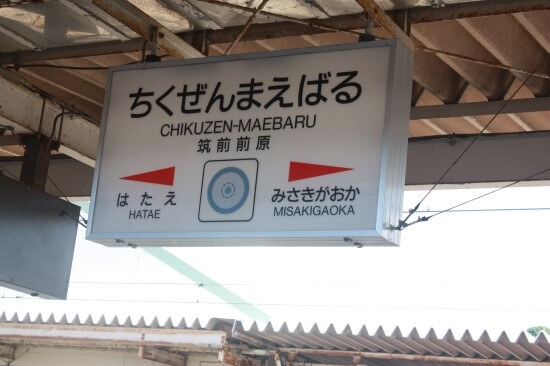 ちくぜんまえばる
CHIKUZEN-MAEBARU
筑前前原
はたえ
HATAE
みさきがおか
MISAKIGAOKA